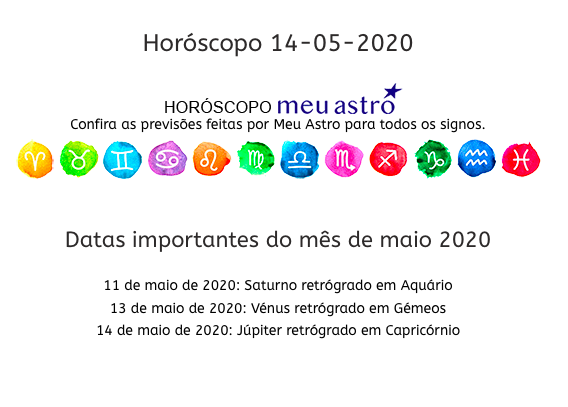 Horóscopo 14-05-2020
HORÓSCOPO meu astro
Confira as previsões feitas por Meu Astro para todos os signos.
♈ ♉ ♊ ♋ ♌ ♍ ♎ ♏ ♐ ♑ ♒ ♓
Datas importantes do mês de maio 2020
11 de maio de 2020: Saturno retrógrado em Aquário
13 de maio de 2020: Vénus retrógrado em Gémeos
14 de maio de 2020: Júpiter retrógrado em Capricórnio